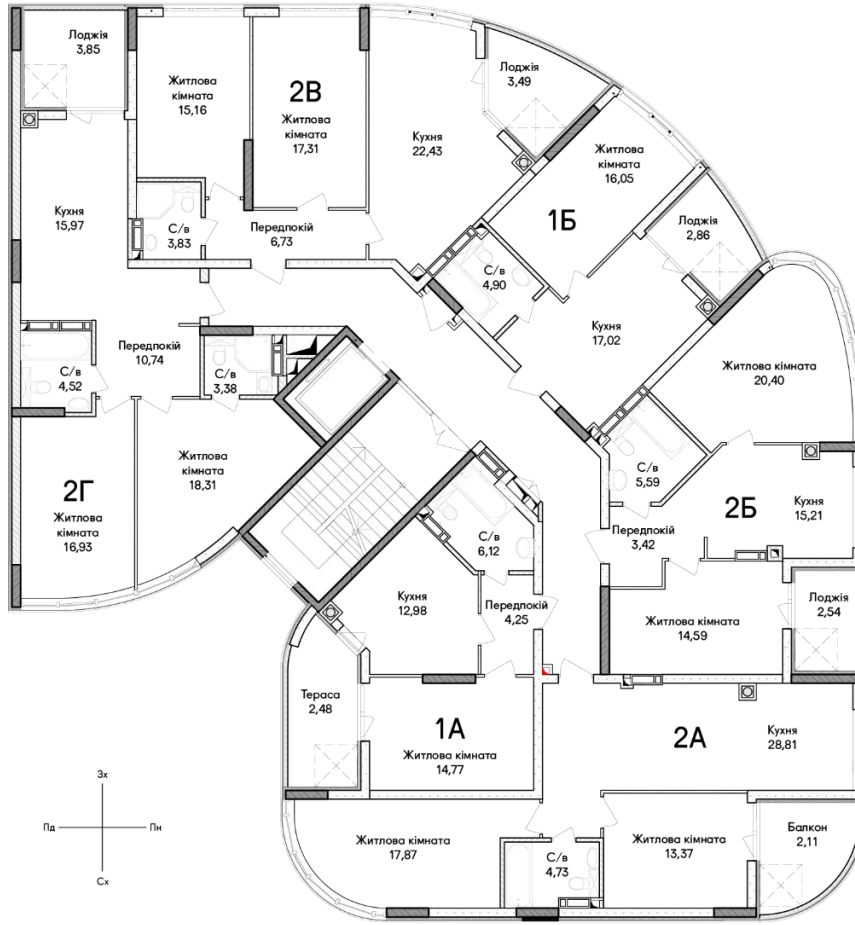 Лоджія
3,85
Житлова
кімната
15,16
2В
Житлова
кімната
17,31
Кухня
22,43
Лоджія
3,49
Житлова
кімната
16,05
1Б
Лоджія
2,86
Кухня
15,97
С/в
3,83
Передпокій
6,73
С/в
4,90
Кухня
17,02
Житлова кімната
20,40
Передпокій
10,74
С/в
4,52
С/в
3,38
Житлова
кімната
18,31
2Г
Житлова
кімната
16,93
С/в
5,59
2Б
Кухня
15,21
Передпокій
3,42
С/в
6,12
Кухня
12,98
Передпокій
4,25
Житлова кімната
14,59
Лоджія
2,54
Тераса
2,48
1А
Житлова кімната
14,77
2А
Кухня
28,81
Житлова кімната
17,87
С/в
4,73
Житлова кімната
13,37
Балкон
2,11
Зх
Пд
Пн
Сх